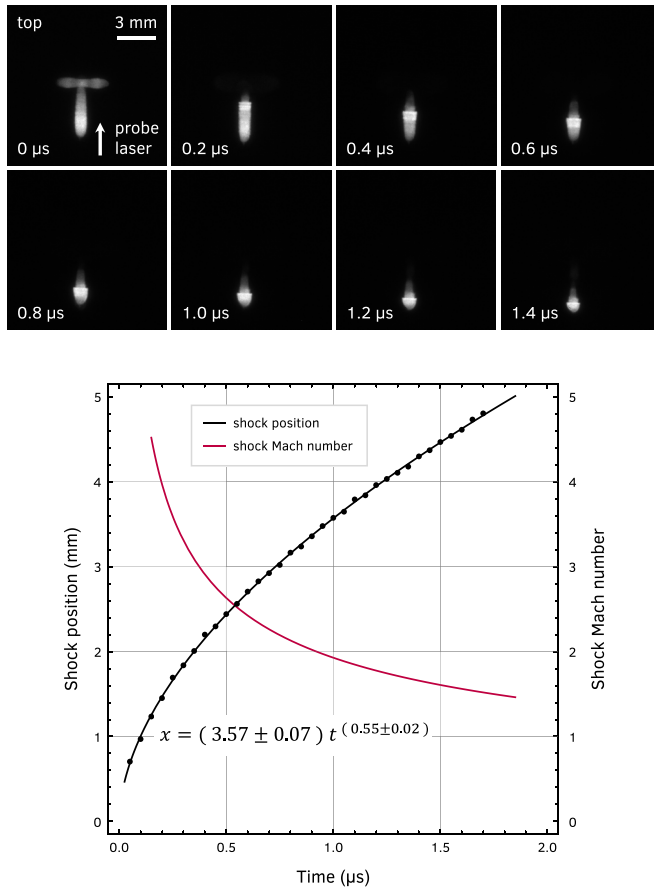 top
3 mm
probe
laser
0 µs
0.2 µs
0.4 µs
0.6 µs
0.8 µs
1.0 µs
1.2 µs
1.4 µs
5
4
3
2
1
0
Shock position (mm)
shock position
shock Mach number
x = ( 3.57 ± 0.07 ) t^( 0.55±0.02 )
5
4
3
2
1
0
Shock Mach number
0.0 0.5 1.0 1.5 2.0
Time (µs)